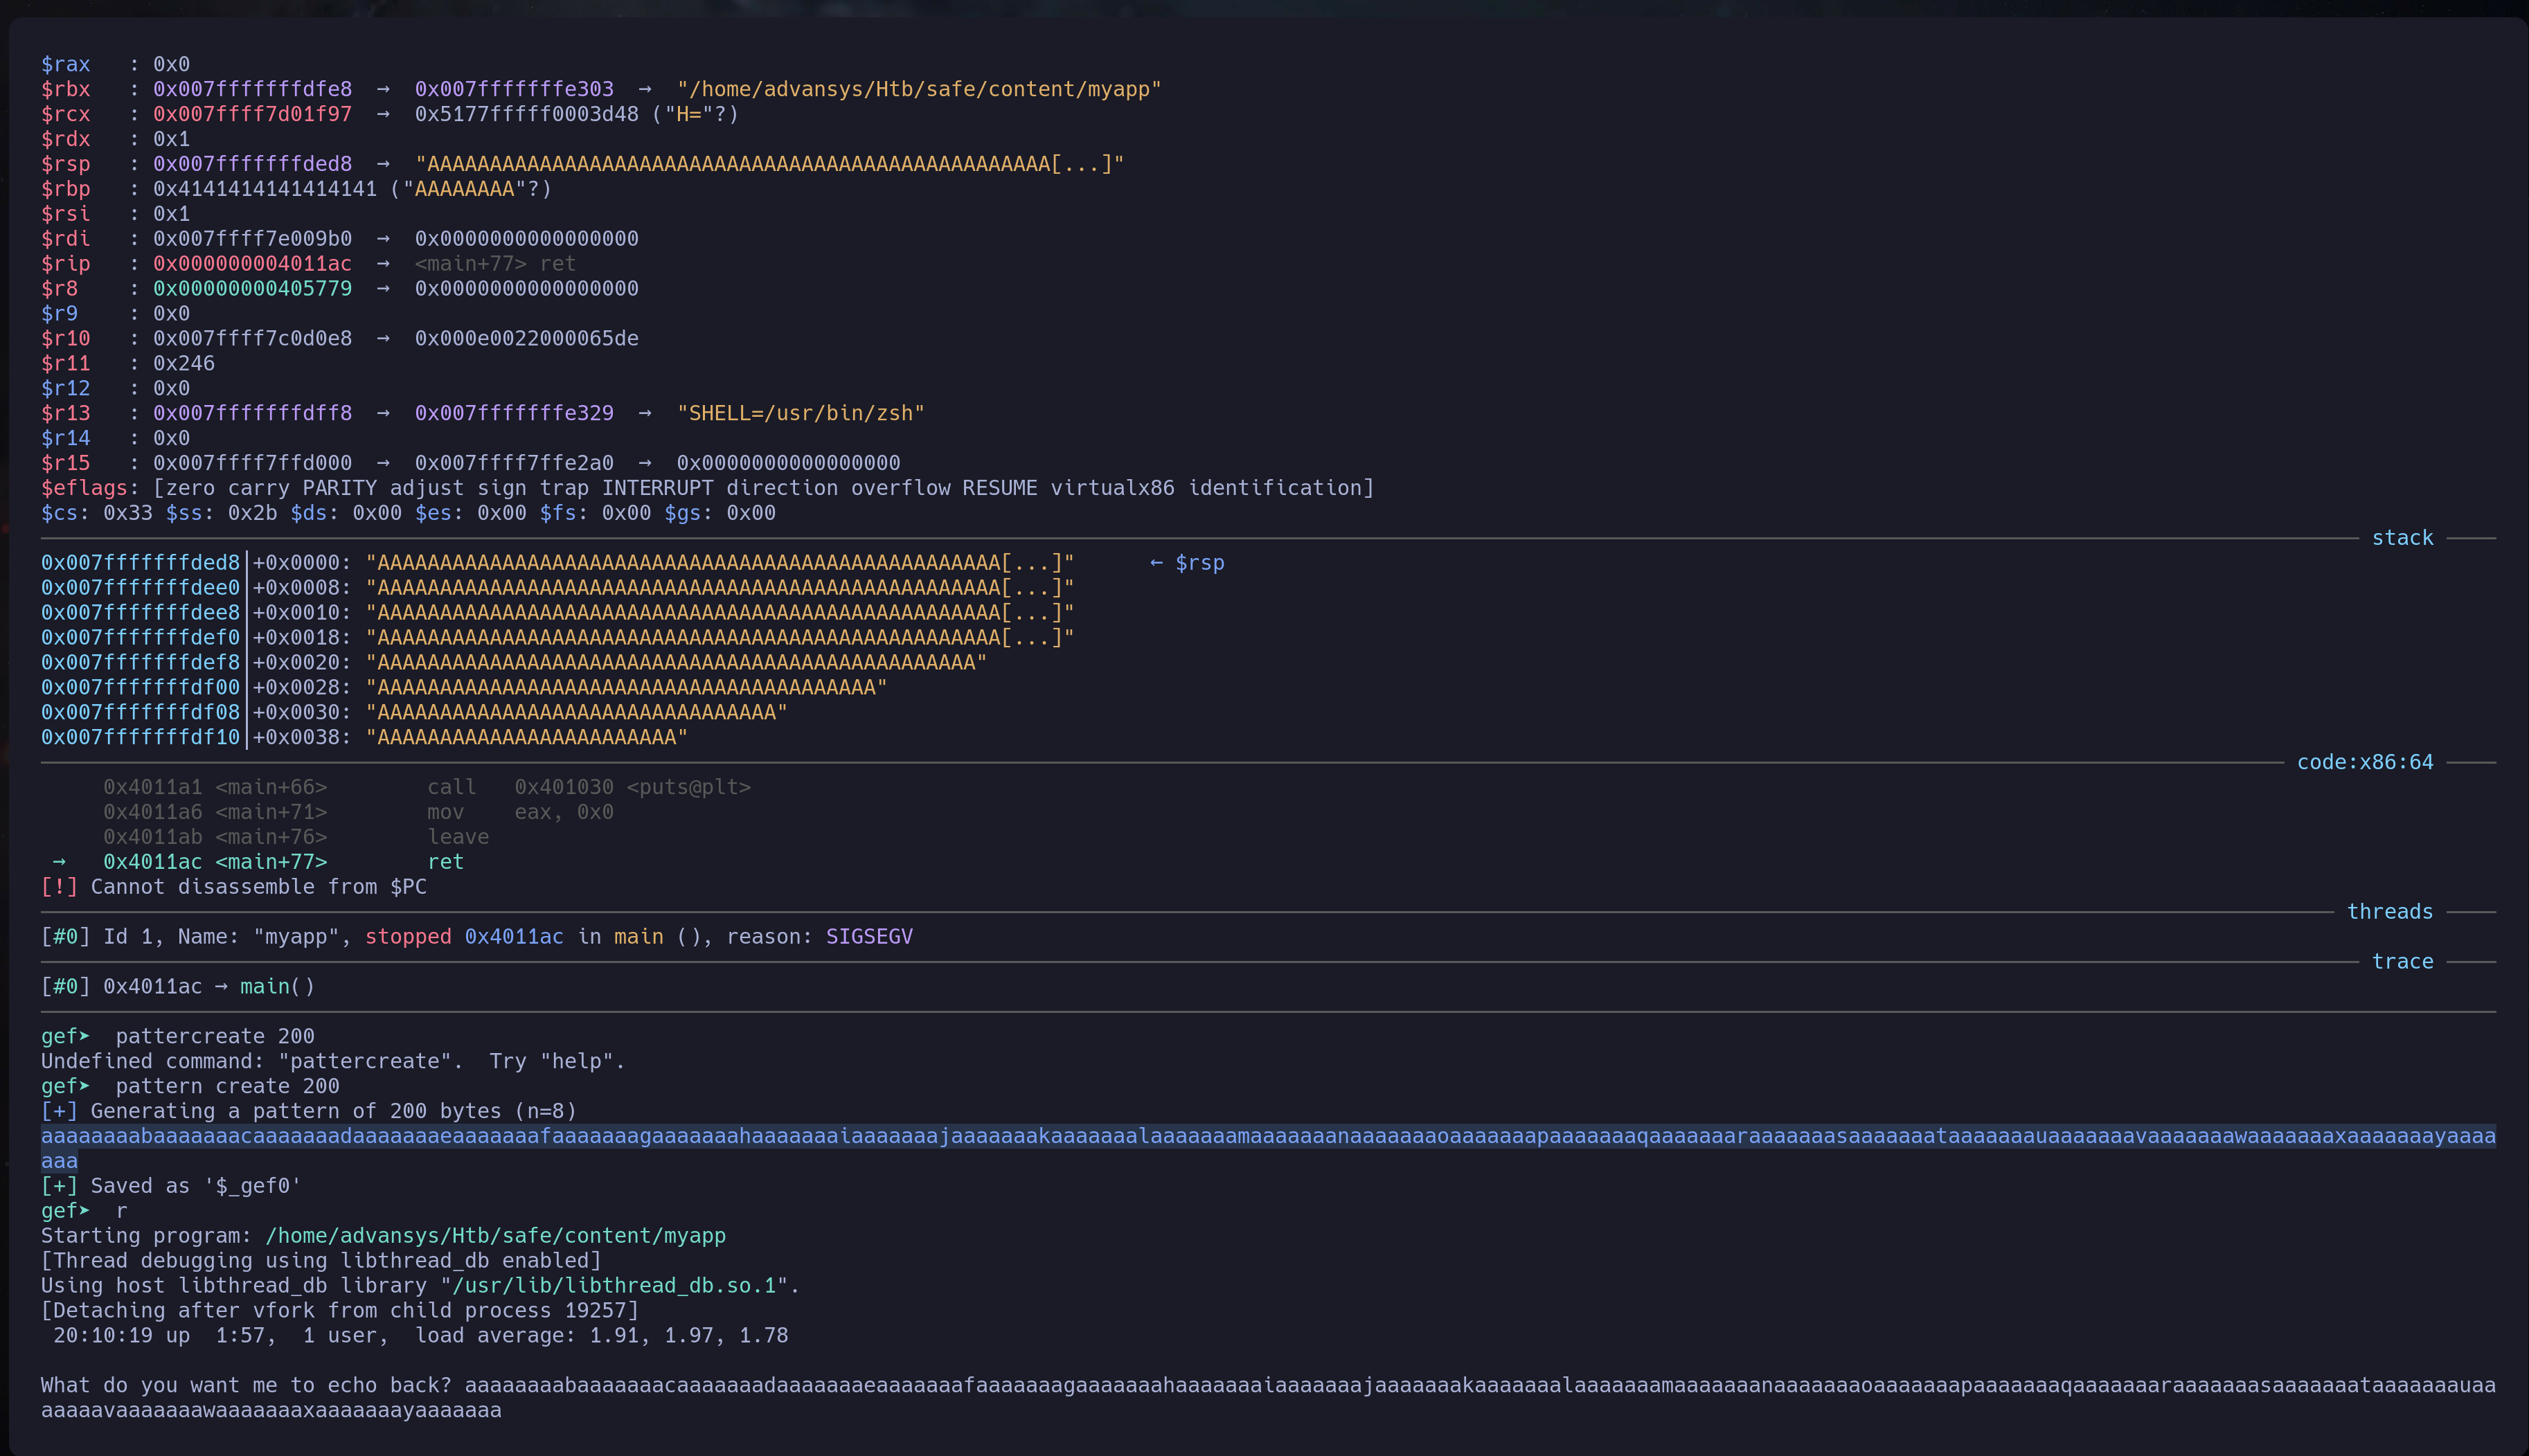 $rax   : 0x0
$rbx   : 0x007fffffffdfe8  →  0x007fffffffe303  →  "/home/advansys/Htb/safe/content/myapp"
$rcx   : 0x007ffff7d01f97  →  0x5177fffff0003d48 ("H="?)
$rdx   : 0x1
$rsp   : 0x007fffffffded8  →  "AAAAAAAAAAAAAAAAAAAAAAAAAAAAAAAAAAAAAAAAAAAAAAAAAA[...]"
$rbp   : 0x4141414141414141 ("AAAAAAAA"?)
$rsi   : 0x1
$rdi   : 0x007ffff7e009b0  →  0x0000000000000000
$rip   : 0x000000004011ac  →  <main+77> ret
$r8    : 0x00000000405779  →  0x0000000000000000
$r9    : 0x0
$r10   : 0x007ffff7c0d0e8  →  0x000e0022000065de
$r11   : 0x246
$r12   : 0x0
$r13   : 0x007fffffffdff8  →  0x007fffffffe329  →  "SHELL=/usr/bin/zsh"
$r14   : 0x0
$r15   : 0x007ffff7ffd000  →  0x007ffff7ffe2a0  →  0x0000000000000000
$eflags: [zero carry PARITY adjust sign trap INTERRUPT direction overflow RESUME virtualx86 identification]
$cs: 0x33 $ss: 0x2b $ds: 0x00 $es: 0x00 $fs: 0x00 $gs: 0x00
stack
0x007fffffffded8│+0x0000: "AAAAAAAAAAAAAAAAAAAAAAAAAAAAAAAAAAAAAAAAAAAAAAAAAA[...]"      ← $rsp
0x007fffffffdee0│+0x0008: "AAAAAAAAAAAAAAAAAAAAAAAAAAAAAAAAAAAAAAAAAAAAAAAAAA[...]"
0x007fffffffdee8│+0x0010: "AAAAAAAAAAAAAAAAAAAAAAAAAAAAAAAAAAAAAAAAAAAAAAAAAA[...]"
0x007fffffffdef0│+0x0018: "AAAAAAAAAAAAAAAAAAAAAAAAAAAAAAAAAAAAAAAAAAAAAAAAAA[...]"
0x007fffffffdef8│+0x0020: "AAAAAAAAAAAAAAAAAAAAAAAAAAAAAAAAAAAAAAAAAAAAAAAA"
0x007fffffffdf00│+0x0028: "AAAAAAAAAAAAAAAAAAAAAAAAAAAAAAAAAAAAAAAA"
0x007fffffffdf08│+0x0030: "AAAAAAAAAAAAAAAAAAAAAAAAAAAAAAAA"
0x007fffffffdf10│+0x0038: "AAAAAAAAAAAAAAAAAAAAAAAA"
code:x86:64
0x4011a1 <main+66>        call   0x401030 <puts@plt>
0x4011a6 <main+71>        mov    eax, 0x0
0x4011ab <main+76>        leave
→   0x4011ac <main+77>        ret
[!] Cannot disassemble from $PC
threads
[#0] Id 1, Name: "myapp", stopped 0x4011ac in main (), reason: SIGSEGV
trace
[#0] 0x4011ac → main()
gef➤  pattercreate 200
Undefined command: "pattercreate".  Try "help".
gef➤  pattern create 200
[+] Generating a pattern of 200 bytes (n=8)
aaaaaaaabaaaaaaacaaaaaaadaaaaaaaeaaaaaaafaaaaaaagaaaaaaahaaaaaaaiaaaaaaajaaaaaaakaaaaaaalaaaaaaamaaaaaaanaaaaaaaoaaaaaaapaaaaaaaqaaaaaaaraaaaaaasaaaaaaataaaaaaauaaaaaaavaaaaaaawaaaaaaaxaaaaaaayaaaa
aaa
[+] Saved as '$_gef0'
gef➤  r
Starting program: /home/advansys/Htb/safe/content/myapp
[Thread debugging using libthread_db enabled]
Using host libthread_db library "/usr/lib/libthread_db.so.1".
[Detaching after vfork from child process 19257]
20:10:19 up  1:57,  1 user,  load average: 1.91, 1.97, 1.78
What do you want me to echo back? aaaaaaaabaaaaaaacaaaaaaadaaaaaaaeaaaaaaafaaaaaaagaaaaaaahaaaaaaaiaaaaaaajaaaaaaakaaaaaaalaaaaaaamaaaaaaanaaaaaaaoaaaaaaapaaaaaaaqaaaaaaaraaaaaaasaaaaaaataaaaaaauaa
aaaaavaaaaaaawaaaaaaaxaaaaaaayaaaaaaa